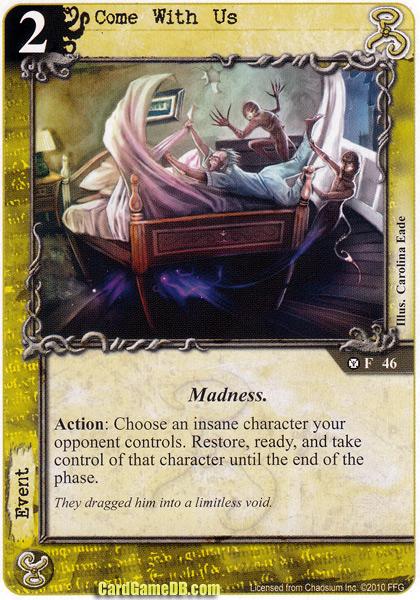 2
Come With Us
Illus. Carolina Eade
F 46
Madness.
Action: Choose an insane character your
opponent controls. Restore, ready, and take
control of that character until the end of the
phase.
They dragged him into a limitless void.
Event
Licensed from Chaosium Inc. ©2010 FFG
CardGameDB.com